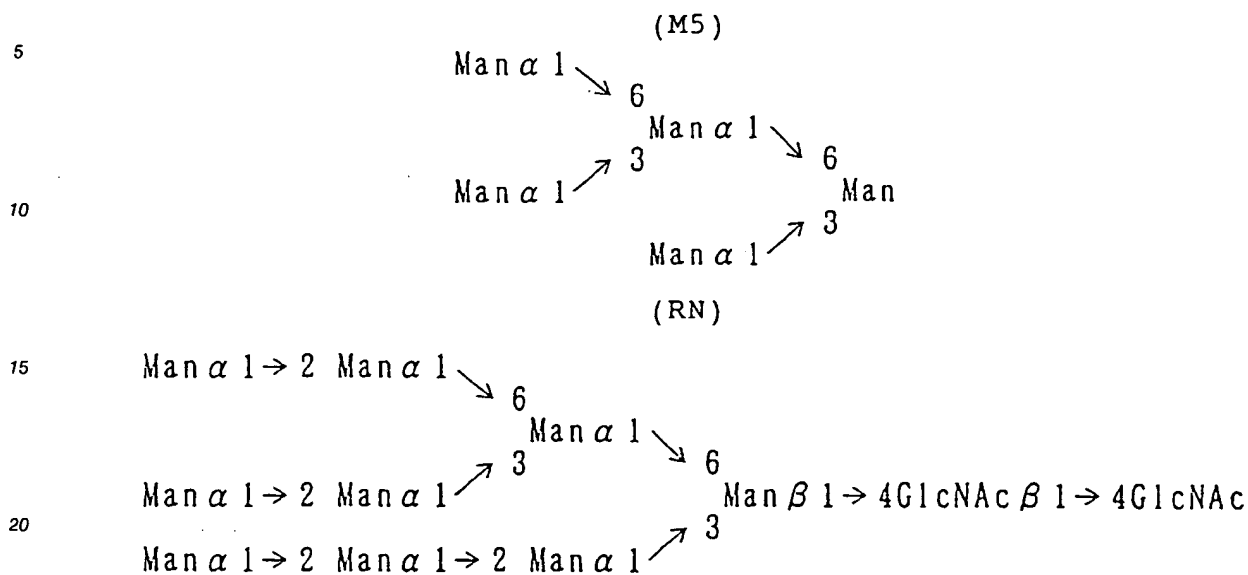 (M5)
5
Man α 1
6
Man α 1
3
6
Man α 1
Man
10
3
Man α 1
(RN)
15
Man α 1→ 2 Man α 1
6
Man α 1
3
6
Man α 1→ 2 Man α 1
Man β 1→ 4GlcNAc β 1→ 4GlcNAc
20
3
Man α 1→ 2 Man α 1→ 2 Man α 1